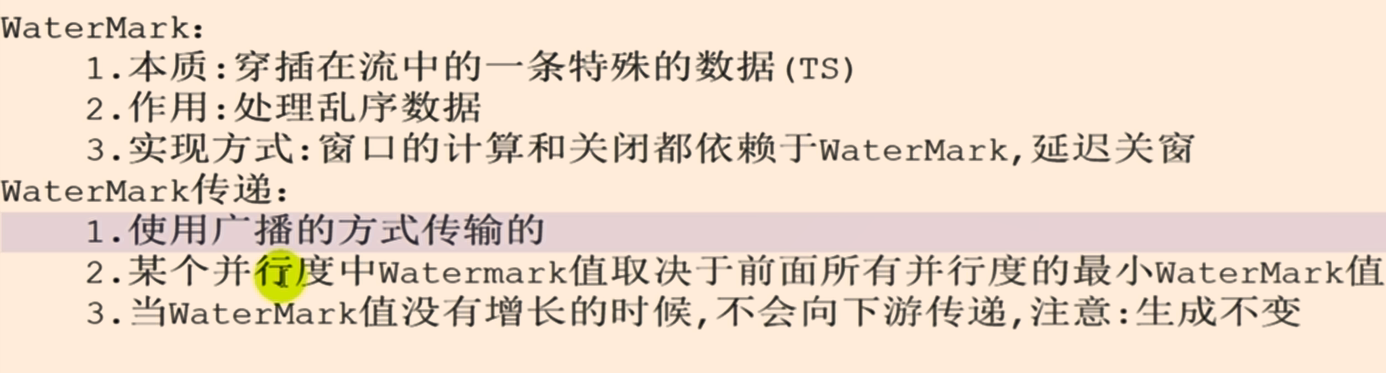 WaterMark:
1.本质:穿插在流中的一条特殊的数据(TS)
2.作用:处理乱序数据
3.实现方式:窗口的计算和关闭都依赖于WaterMark,延迟关窗
WaterMark传递:
1.使用广播的方式传输的
2.某个并行度中Watermark值取决于前面所有并行度的最小WaterMark值
3.当WaterMark值没有增长的时候,不会向下游传递,注意:生成不变